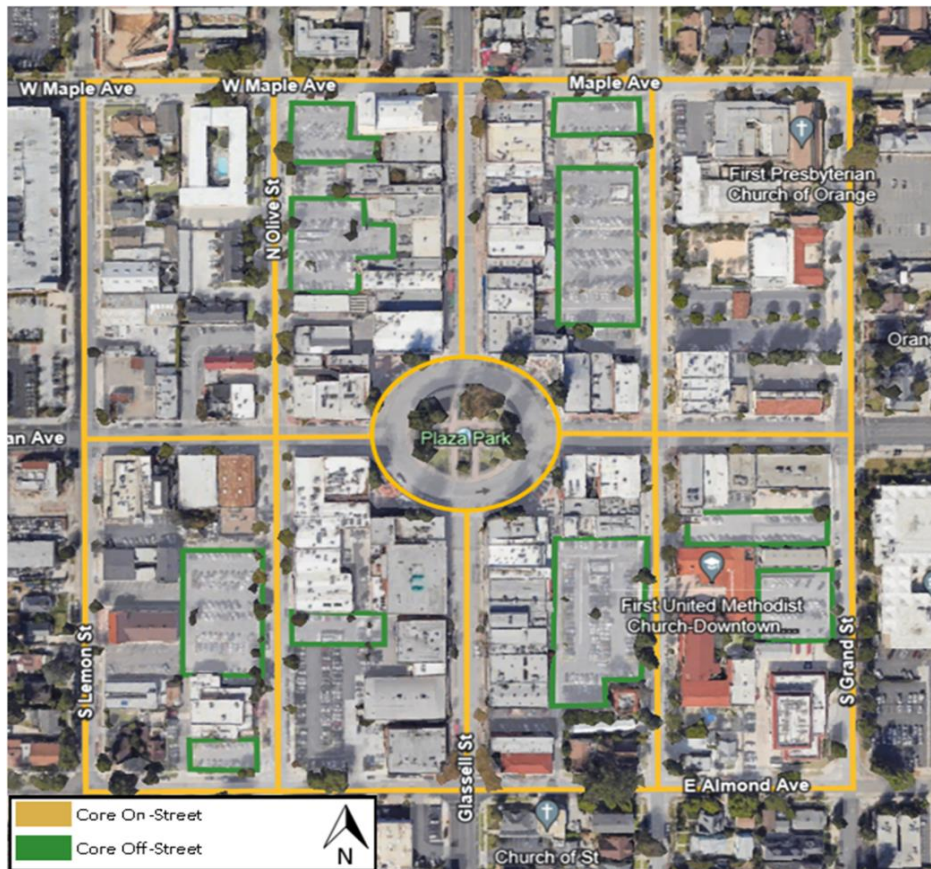 W Maple Ave
W Maple Ave
Maple Ave
First Presbyterian
Church of Orange
N Olive St
Oran
Plaza Park
an Ave
First United Methodist
Church-Downtown...
S Lemon St
S Grand St
Glassell St
E Almond Ave
Core On-Street
Core Off-Street
N
Church of St